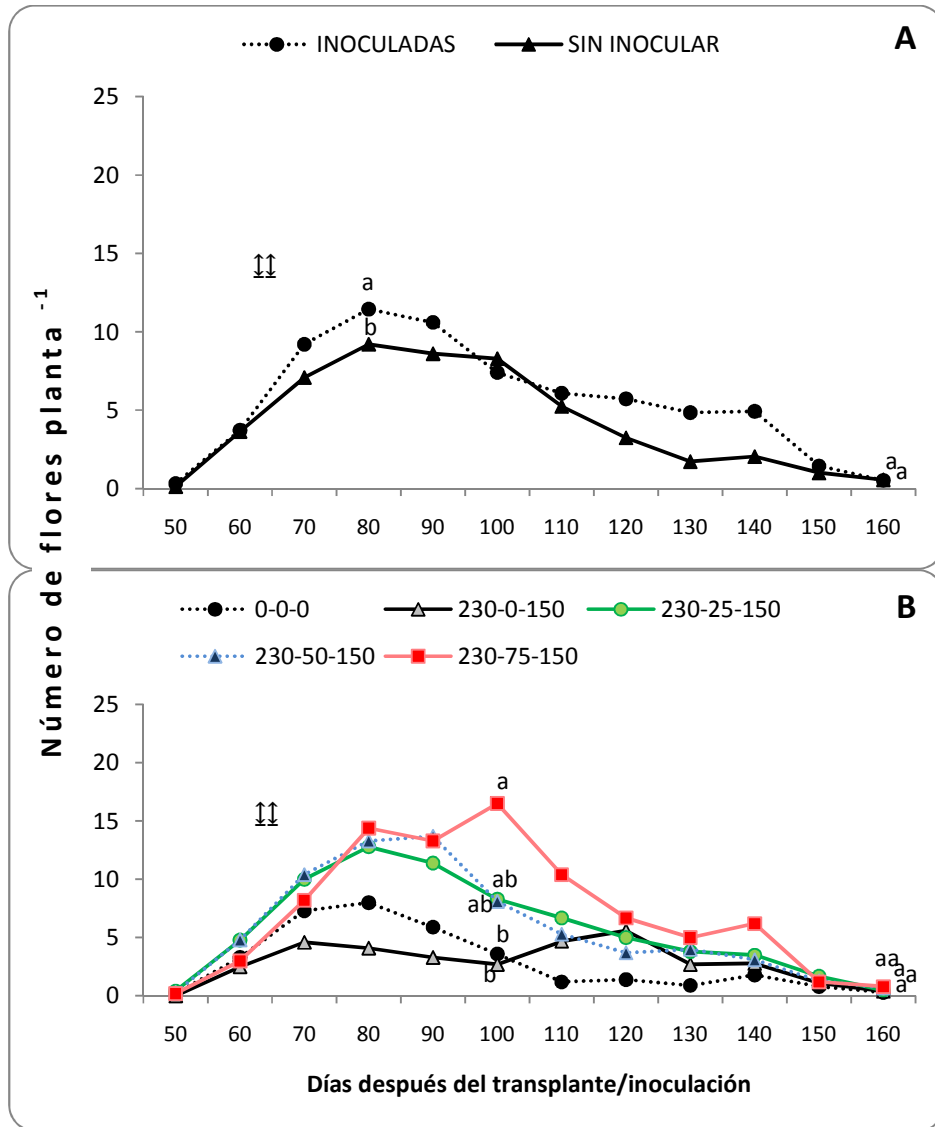 INOCULADAS SIN INOCULAR A
25
20
15
10
5
0
a
b
a
a
50 60 70 80 90 100 110 120 130 140 150 160
Número de flores planta -1
0-0-0 230-0-150 230-25-150 B
230-50-150 230-75-150
25
20
15
10
5
0
a
ab
ab
b
b
aa
a
a
a
50 60 70 80 90 100 110 120 130 140 150 160
Días después del transplante/inoculación